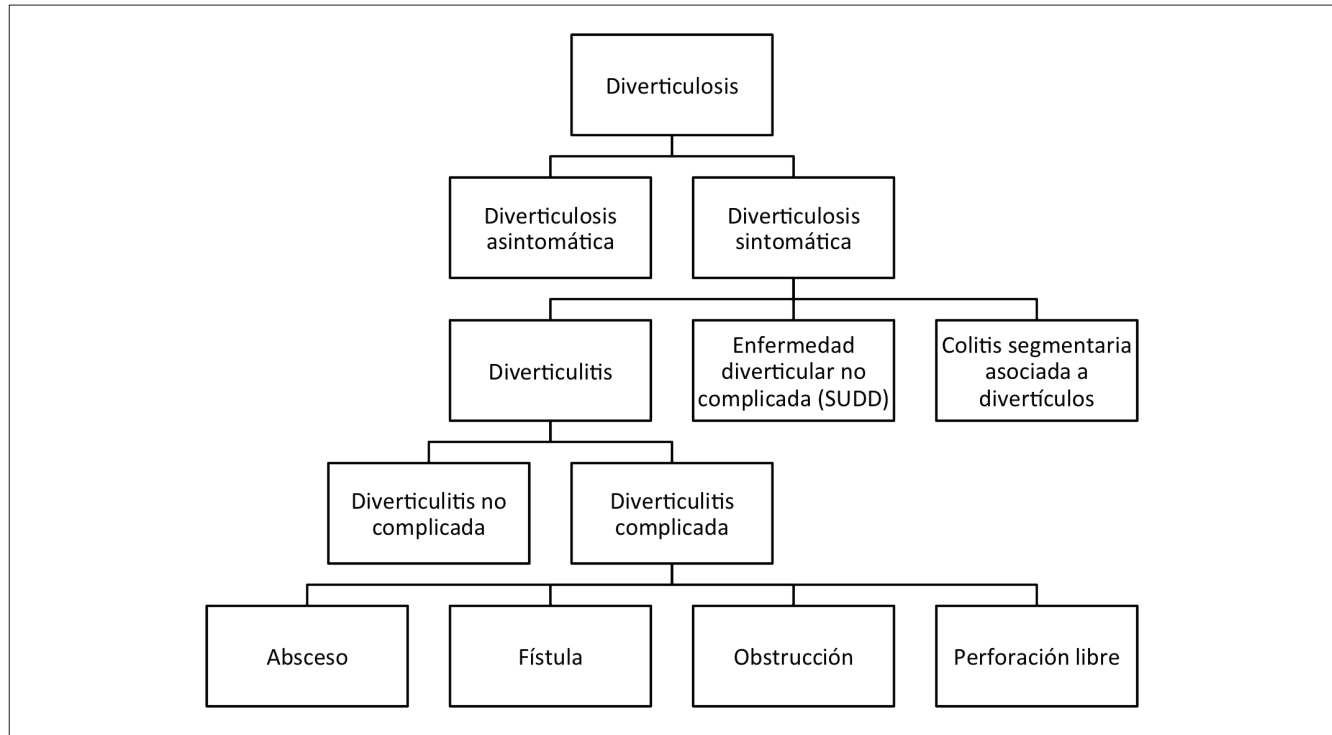 Diverticulosis
Diverticulosis
asintomática
Diverticulosis
sintomática
Diverticulitis
Enfermedad
diverticular no
complicada (SUDD)
Colitis segmentaria
asociada a
divertículos
Diverticulitis no
complicada
Diverticulitis
complicada
Absceso
Fístula
Obstrucción
Perforación libre